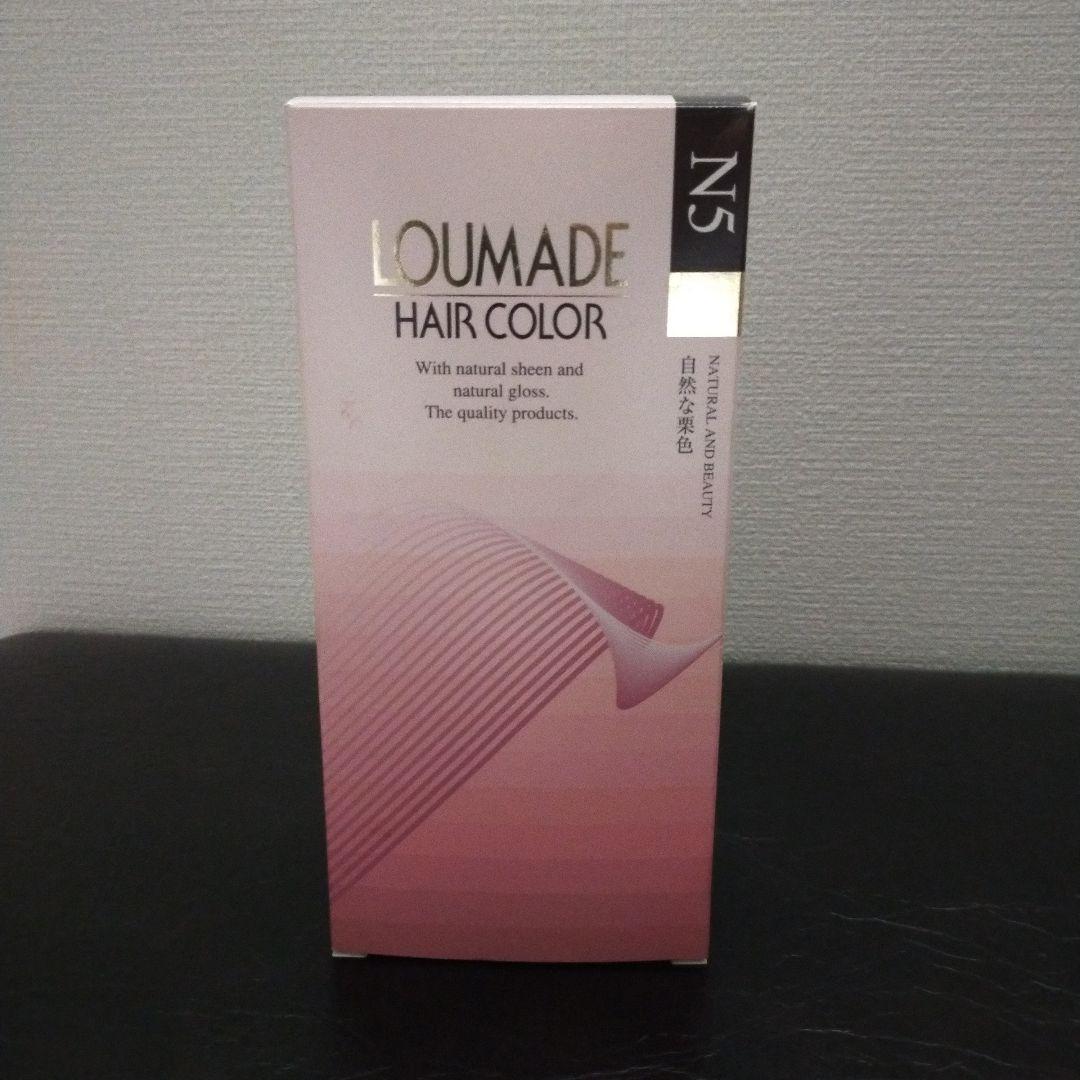 LOUMADE
HAIR COLOR
With natural sheen and
natural gloss.
The quality products.
N5
NATURAL AND BEAUTY
自然な栗色